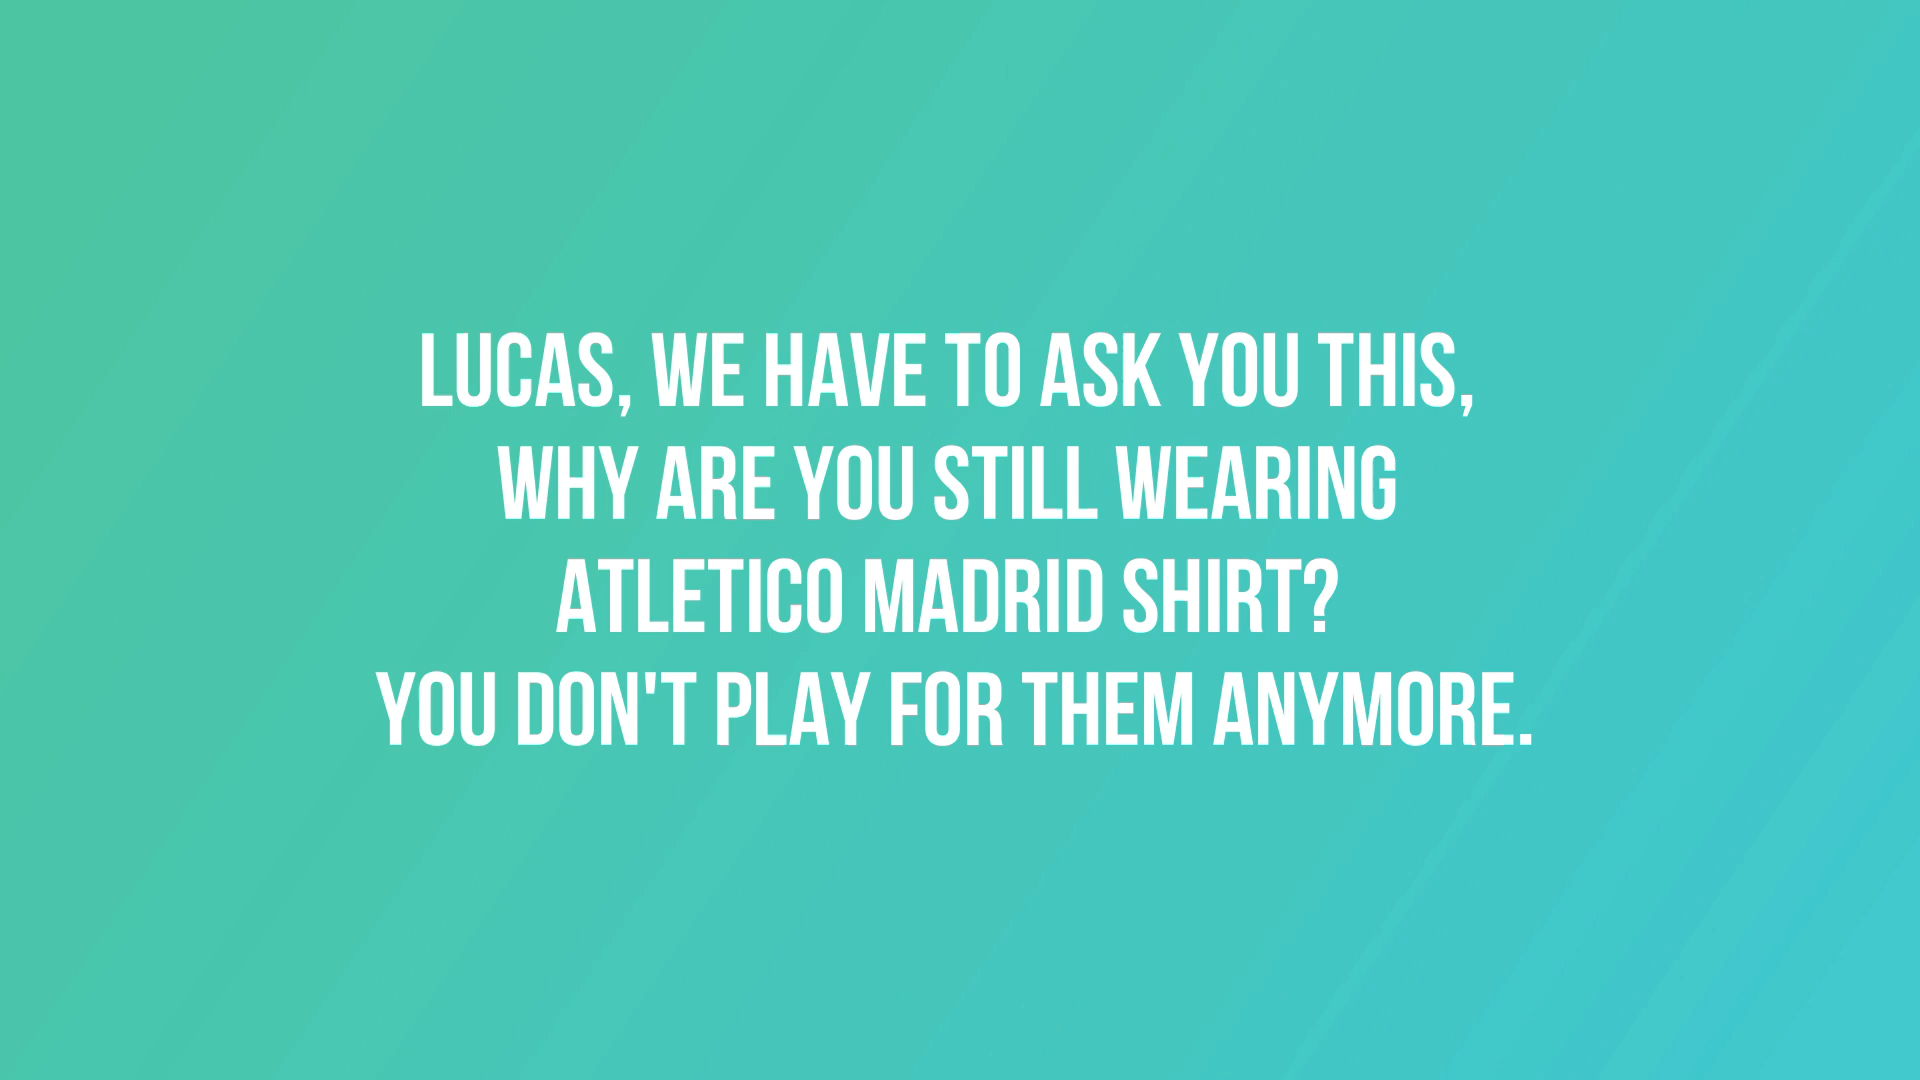 LUCAS, WE HAVE TO ASK YOU THIS,
WHY ARE YOU STILL WEARING
ATLETICO MADRID SHIRT?
YOU DON'T PLAY FOR THEM ANYMORE.